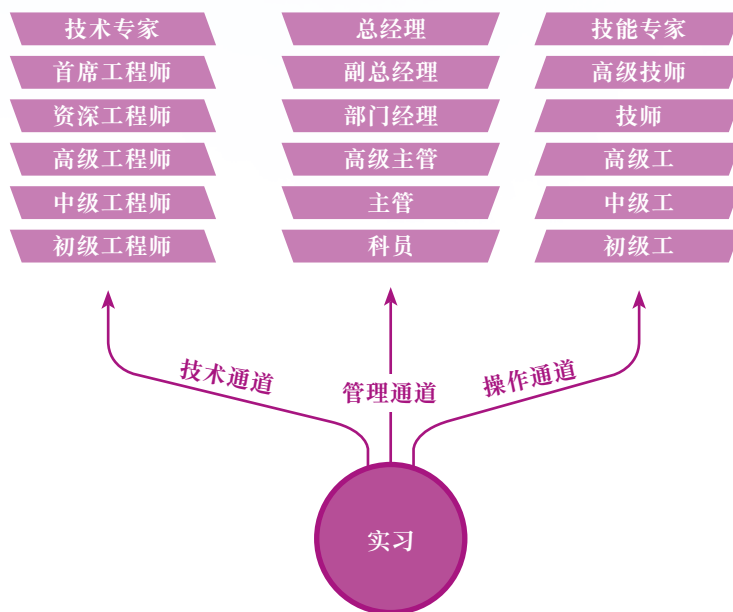 技术专家
首席工程师
资深工程师
高级工程师
中级工程师
初级工程师
总经理
副总经理
部门经理
高级主管
主管
科员
技能专家
高级技师
技师
高级工
中级工
初级工
技术通道
管理通道
操作通道
实习